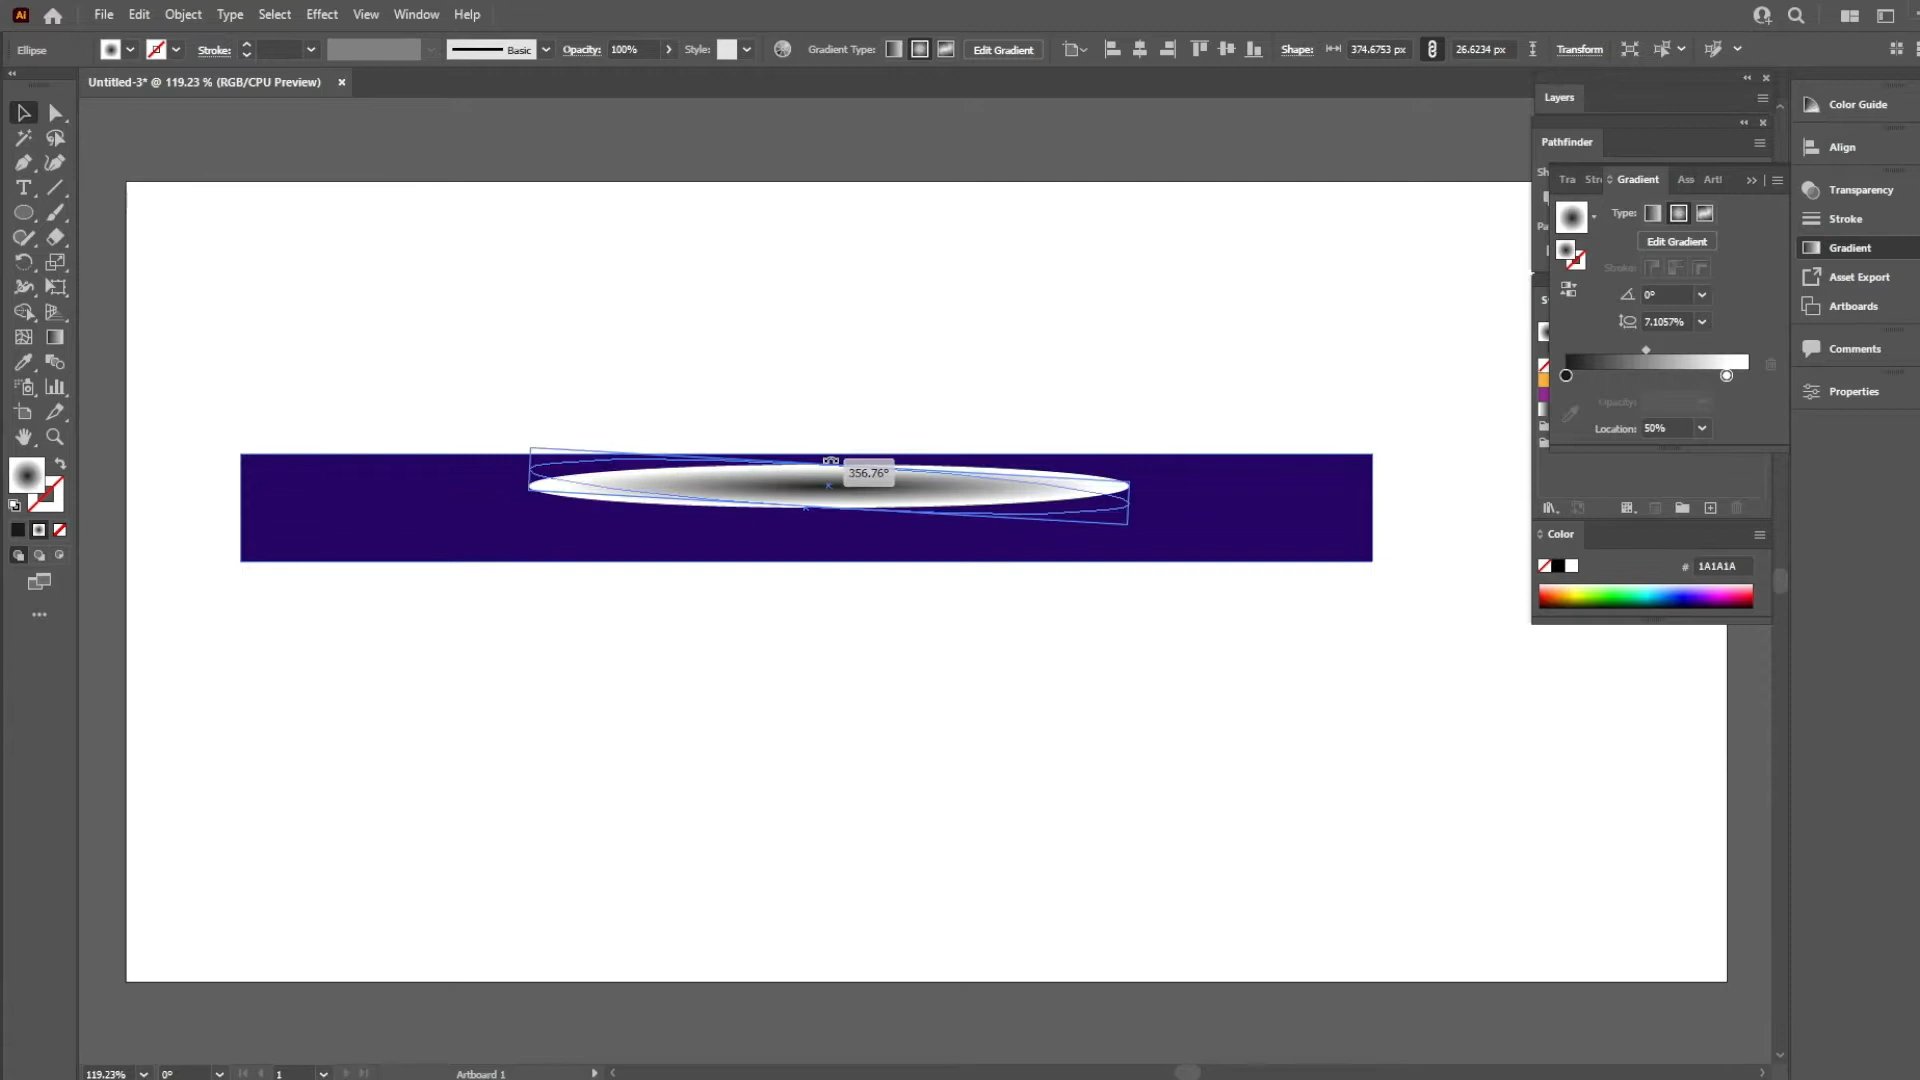 Ai File Edit Object Type Select Effect View Window Help
Ellipse Stroke: Basic Opacity: 100% Style: Gradient Type: Edit Gradient Shape: 374.6753 px 26.6234 px Transform
Untitled-3* @ 119.23 % (RGB/CPU Preview) ×
Layers
Color Guide
Pathfinder
Align
Tra Stro Gradient Ass Arti
Transparency
Type:
Stroke
Edit Gradient
Gradient
Stroke:
Asset Export
0°
Artboards
7.1057%
Comments
Properties
Opacity:
Location: 50%
356.76°
Color
# 1A1A1A
119.23% 0° 1 Artboard 1